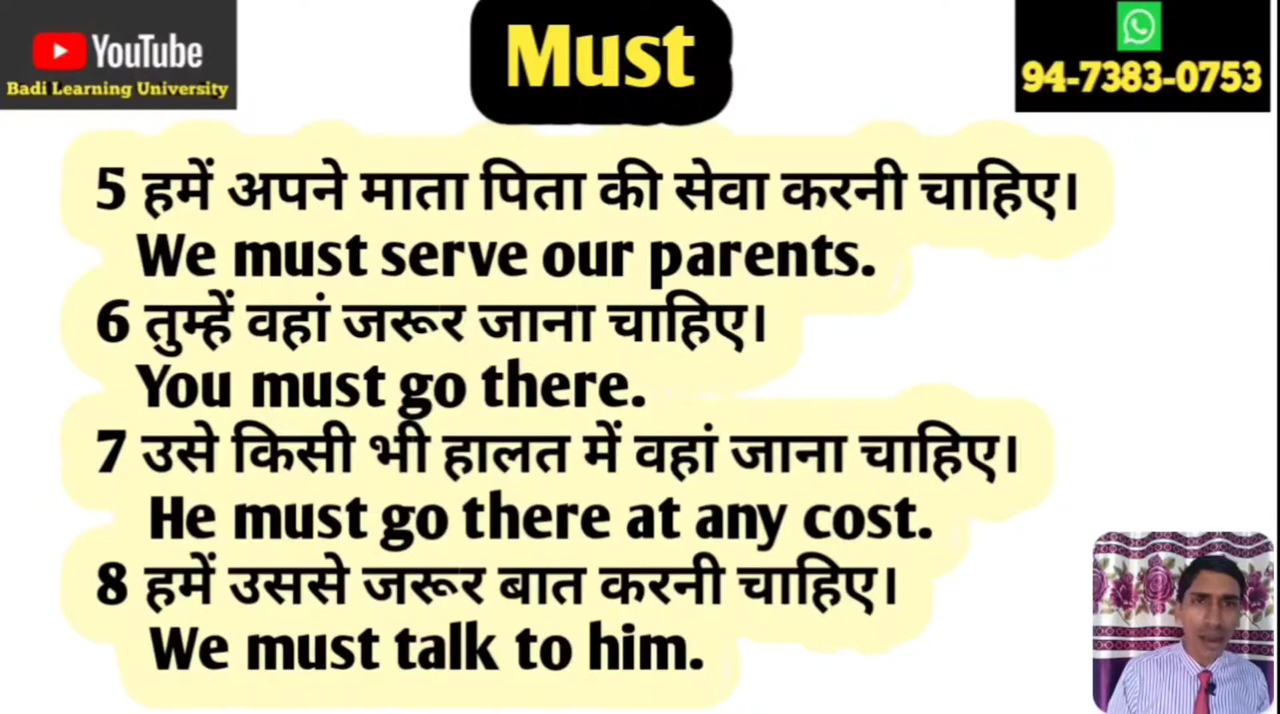 YouTube
Badi Learning University
Must
94-7383-0753
5 हमें अपने माता पिता की सेवा करनी चाहिए।
We must serve our parents.
6 तुम्हें वहां जरूर जाना चाहिए।
You must go there.
7 उसे किसी भी हालत में वहां जाना चाहिए।
He must go there at any cost.
8 हमें उससे जरूर बात करनी चाहिए।
We must talk to him.